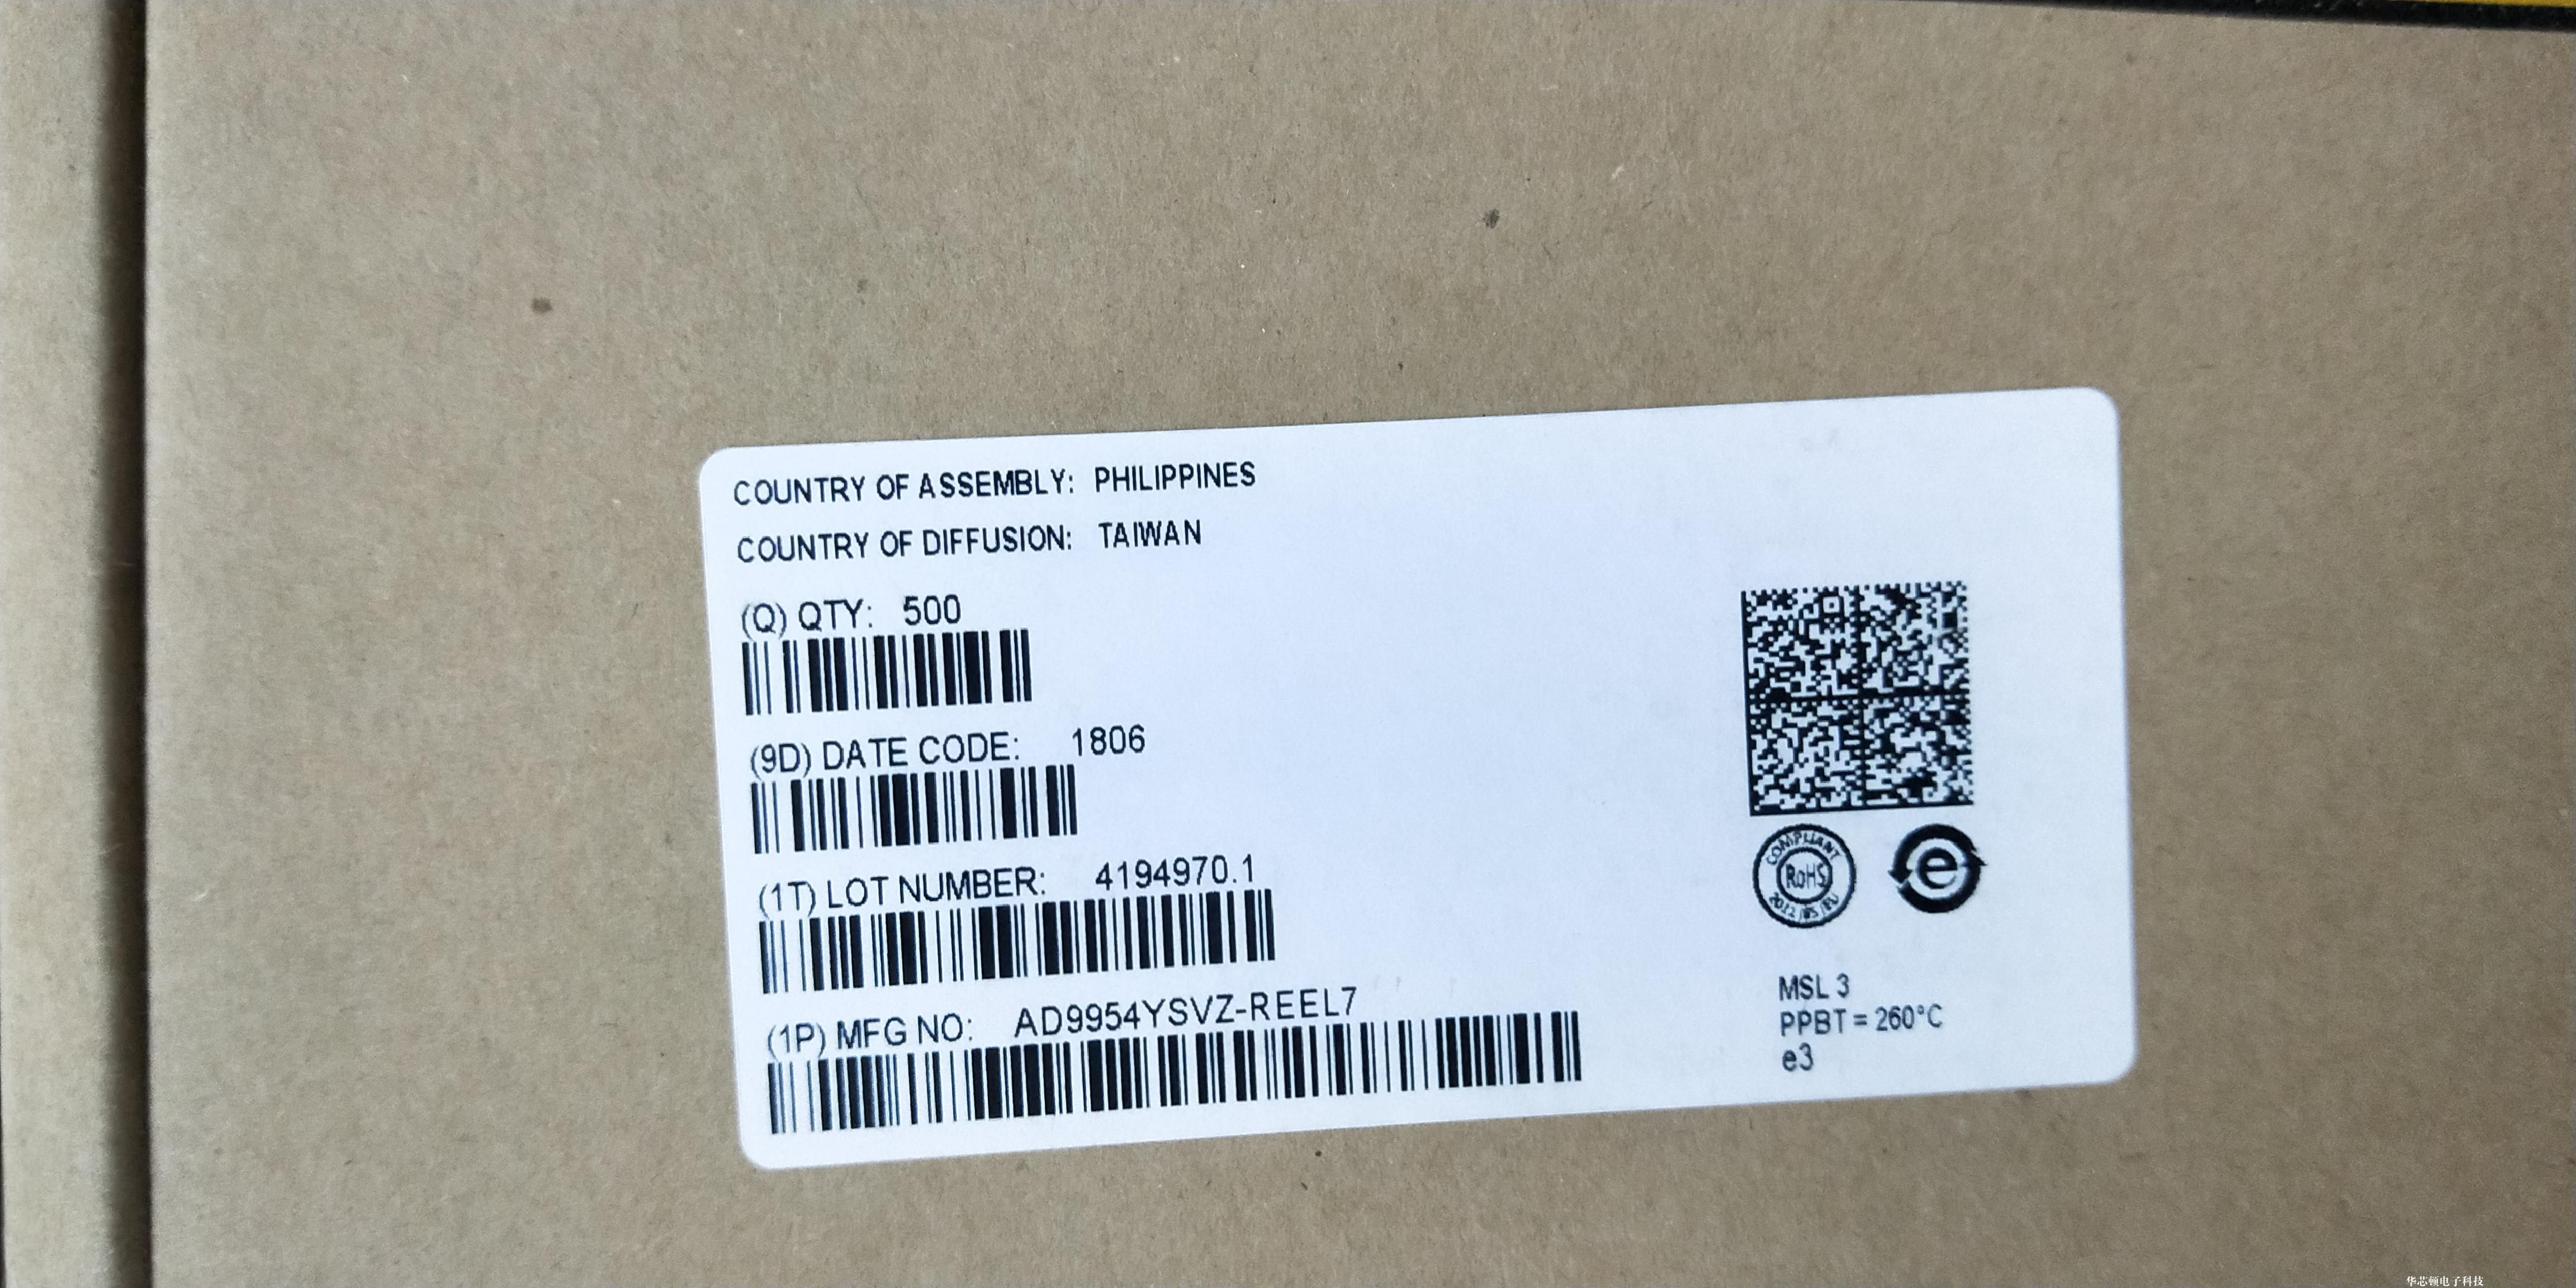 COUNTRY OF ASSEMBLY: PHILIPPINES
COUNTRY OF DIFFUSION: TAIWAN
(Q) QTY: 500
(9D) DATE CODE: 1806
(1T) LOT NUMBER: 4194970.1
(1P) MFG NO: AD9954YSVZ-REEL7
COMPLIANT
RoHS
e
MSL 3
PPBT = 260°C
e3
华芯顿电子科技